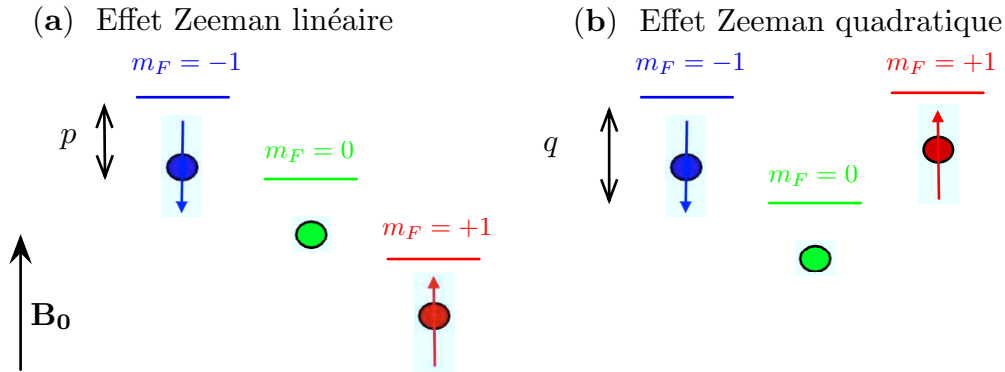 (a) Effet Zeeman linéaire
m_F = −1
p
m_F = 0
m_F = +1
B_0
(b) Effet Zeeman quadratique
m_F = −1
m_F = +1
q
m_F = 0